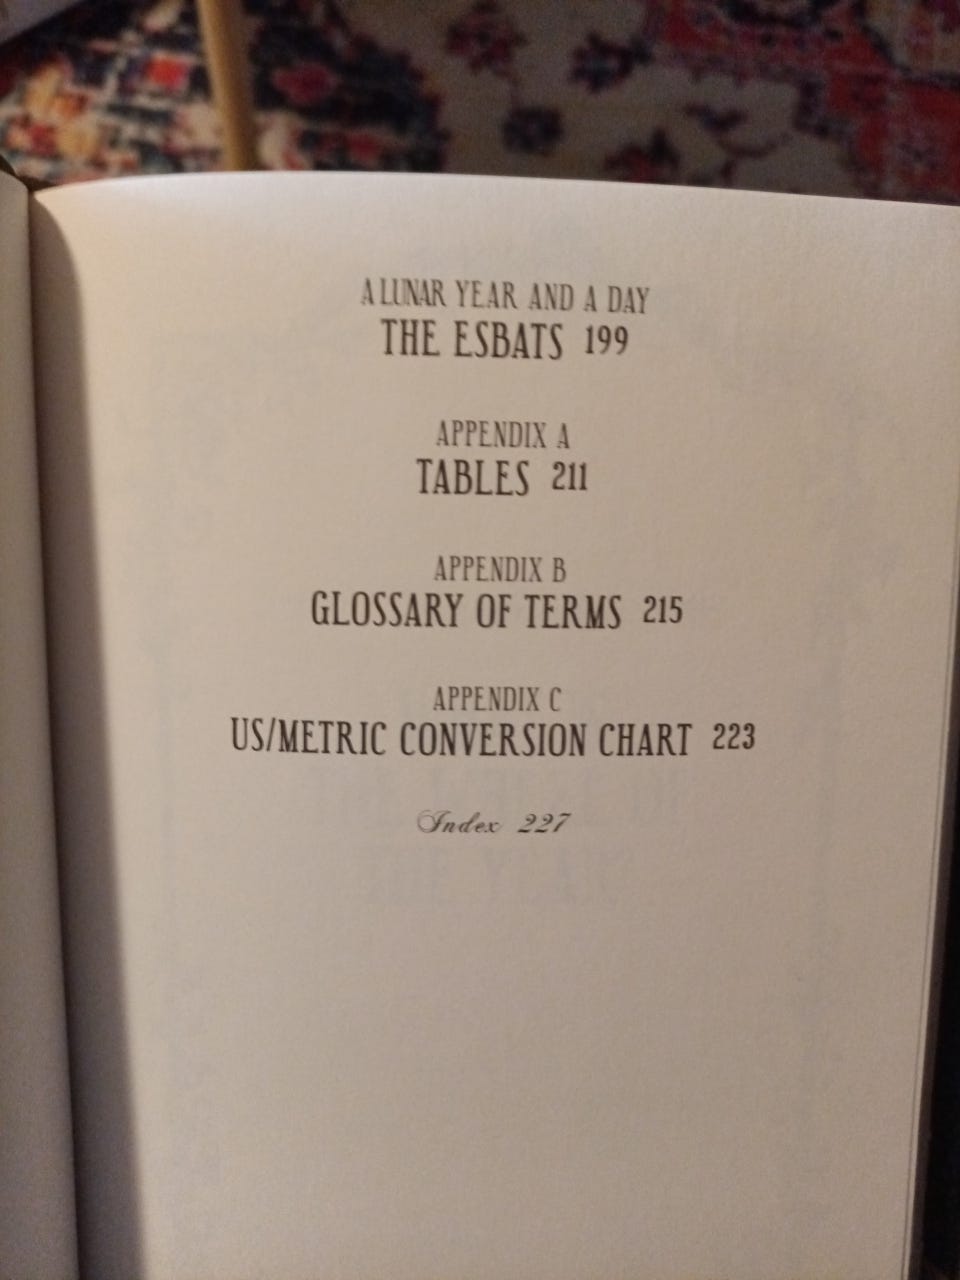 A LUNAR YEAR AND A DAY
THE ESBATS 199
APPENDIX A
TABLES 211
APPENDIX B
GLOSSARY OF TERMS 215
APPENDIX C
US/METRIC CONVERSION CHART 223
Index 227